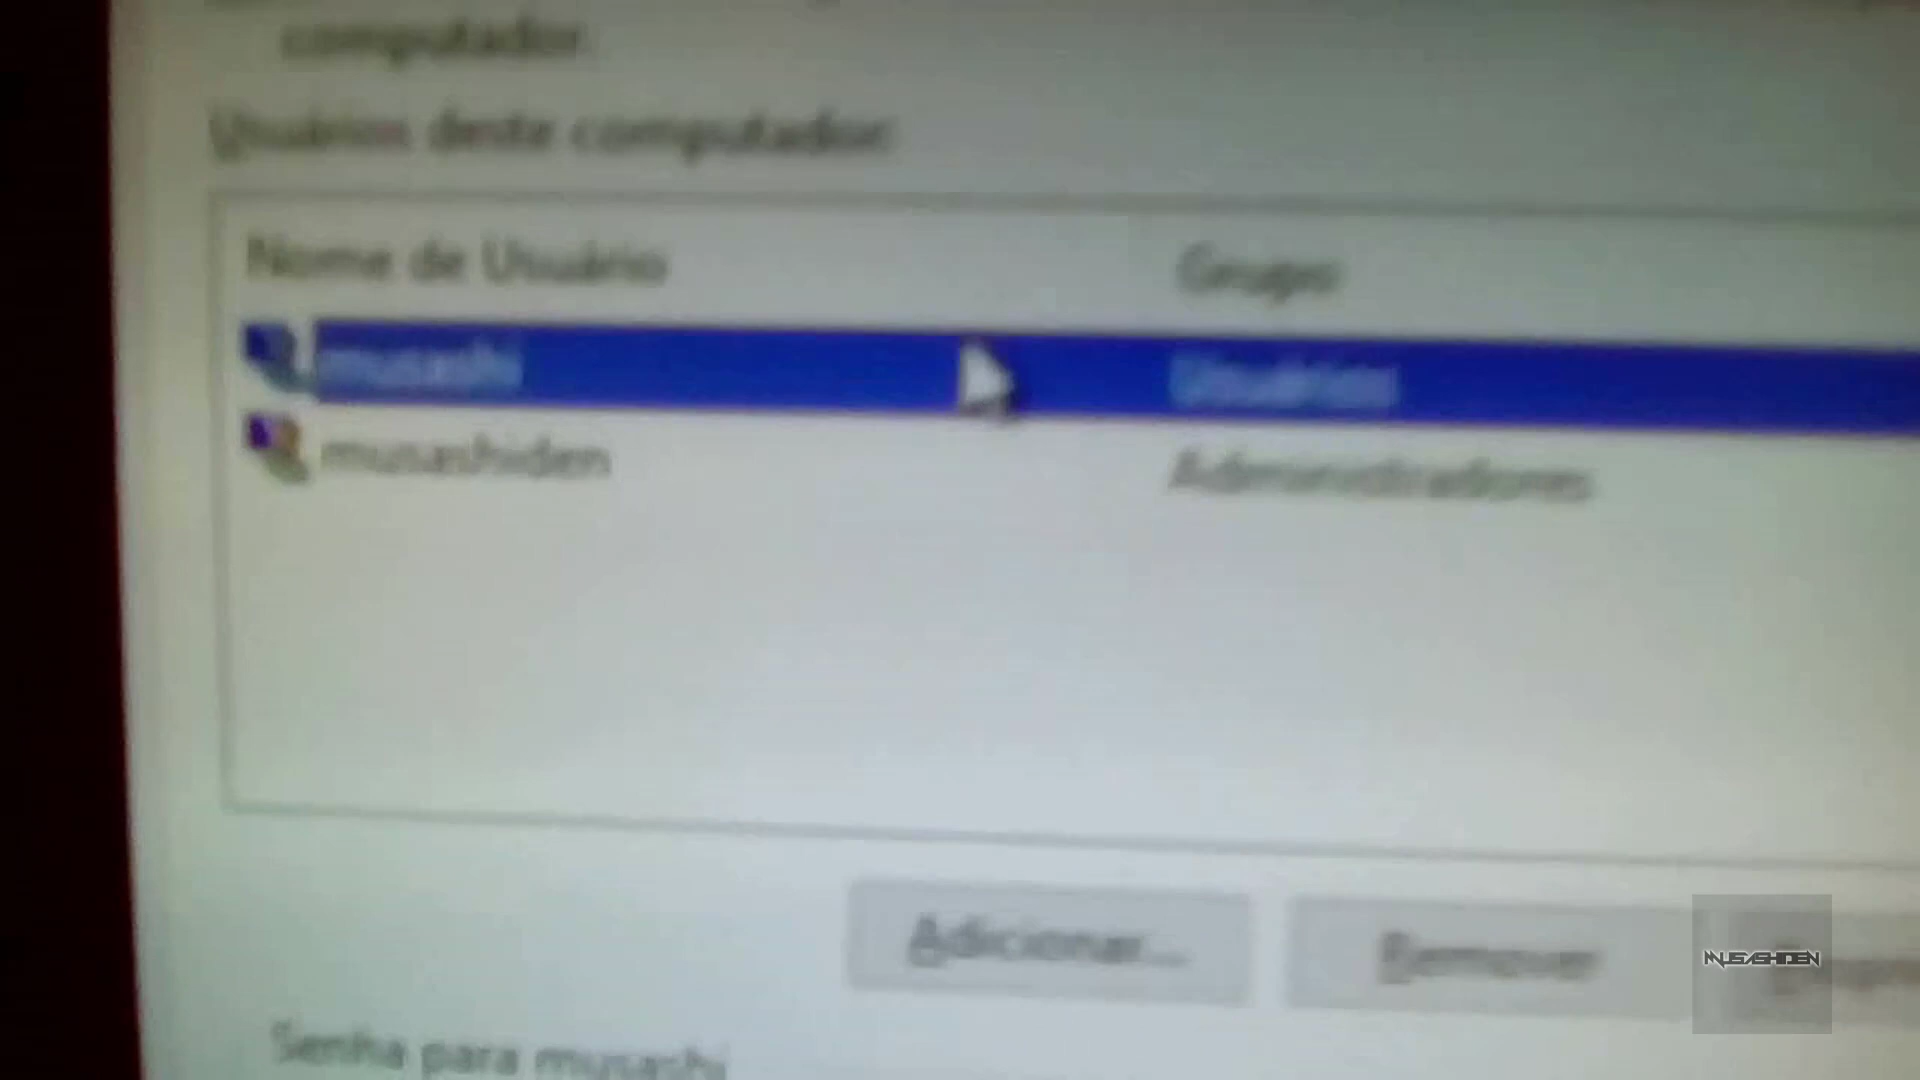 computador.
Usuários deste computador:
Nome de Usuário Grupo
musashi Usuários
musashiden Administradores
Adicionar... Remover
MUSASHIDEN
Senha para musashi